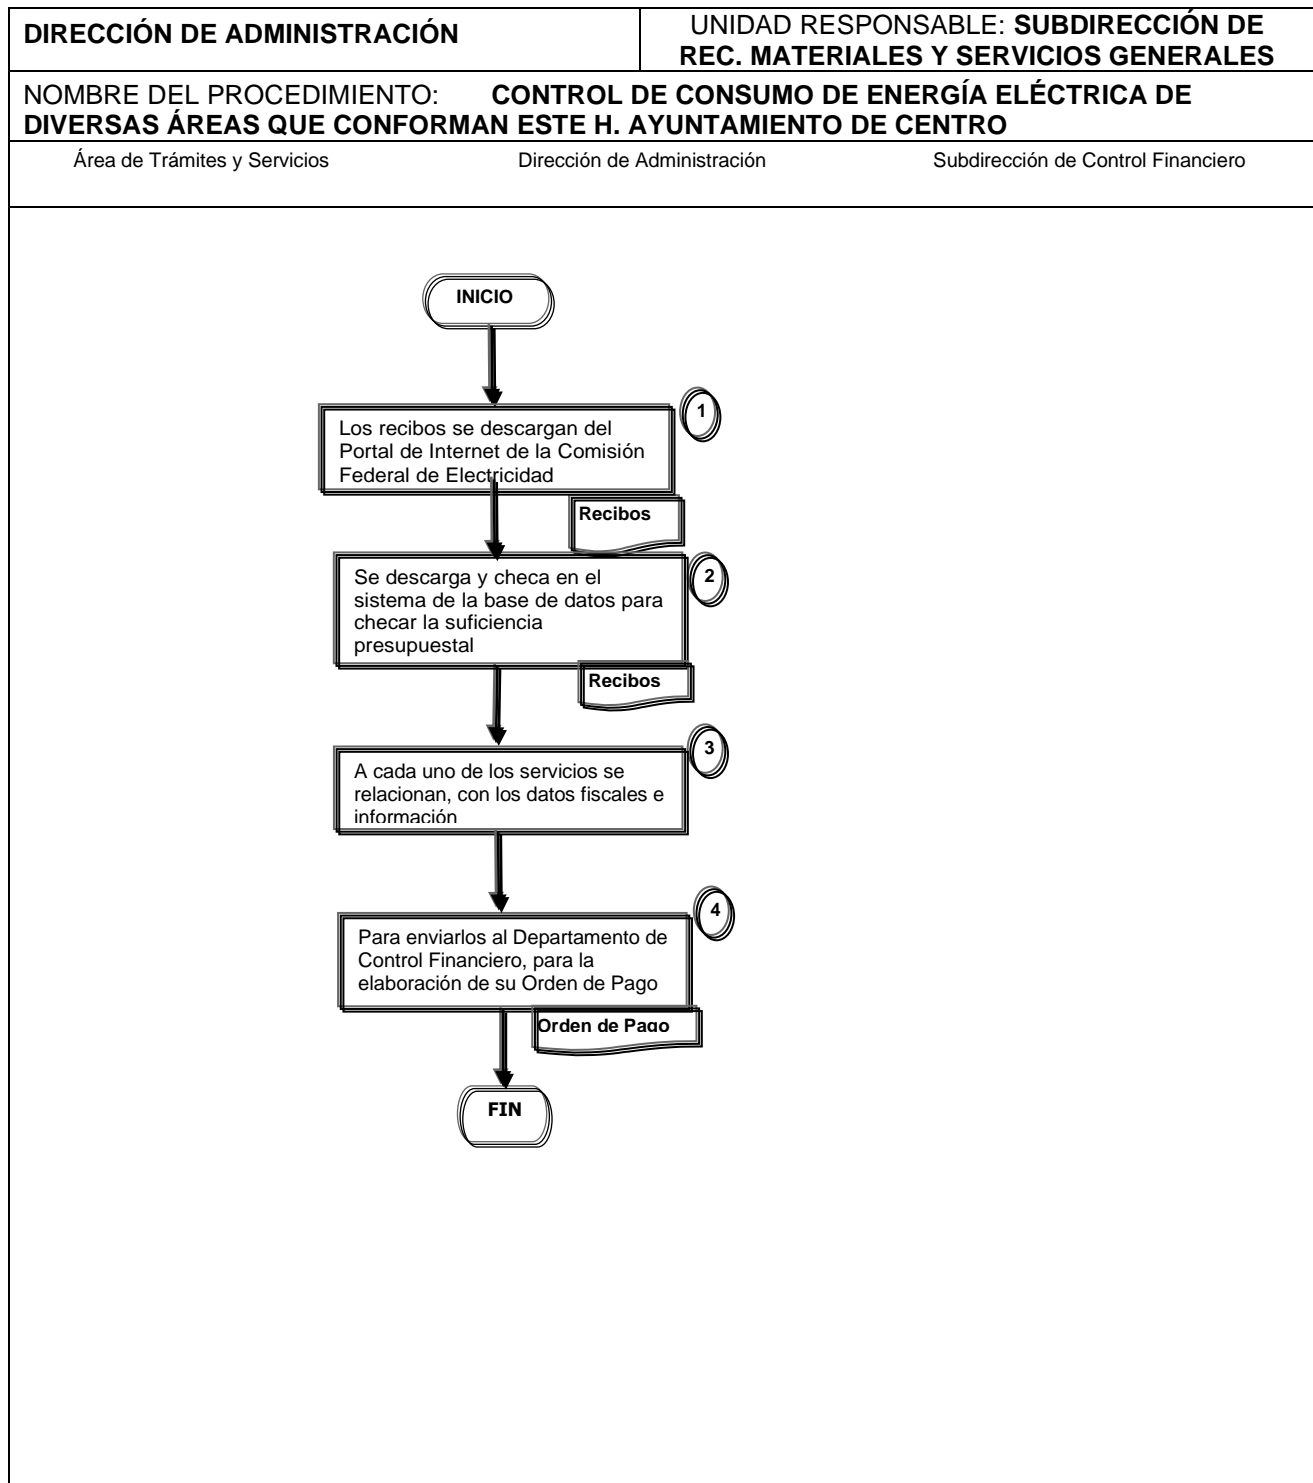 DIRECCIÓN DE ADMINISTRACIÓN
UNIDAD RESPONSABLE: SUBDIRECCIÓN DE
REC. MATERIALES Y SERVICIOS GENERALES
NOMBRE DEL PROCEDIMIENTO: CONTROL DE CONSUMO DE ENERGÍA ELÉCTRICA DE
DIVERSAS ÁREAS QUE CONFORMAN ESTE H. AYUNTAMIENTO DE CENTRO
Área de Trámites y Servicios
Dirección de Administración
Subdirección de Control Financiero
INICIO
1
Los recibos se descargan del
Portal de Internet de la Comisión
Federal de Electricidad
Recibos
2
Se descarga y checa en el
sistema de la base de datos para
checar la suficiencia
presupuestal
Recibos
3
A cada uno de los servicios se
relacionan, con los datos fiscales e
información
4
Para enviarlos al Departamento de
Control Financiero, para la
elaboración de su Orden de Pago
Orden de Pago
FIN